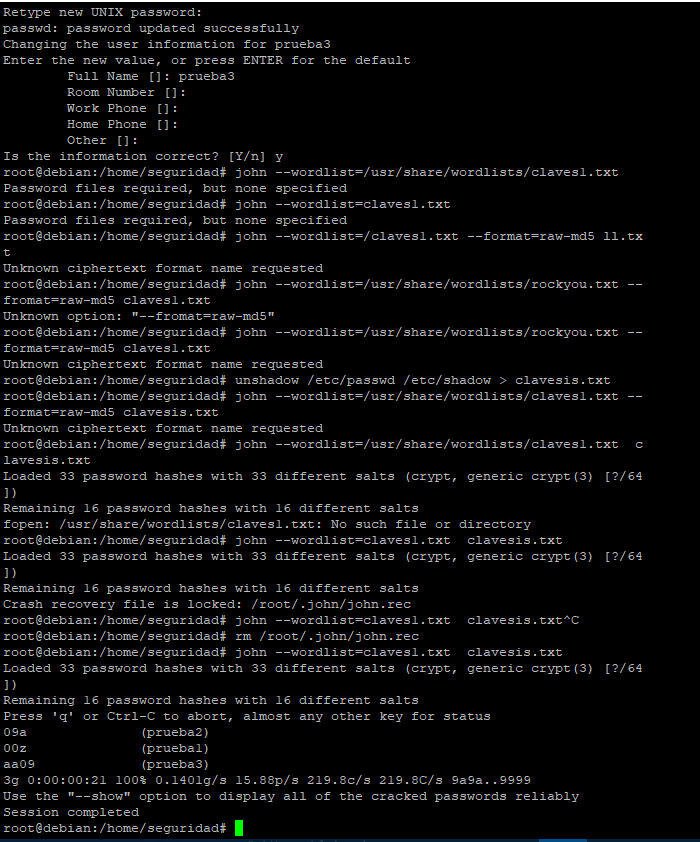 Retype new UNIX password:
passwd: password updated successfully
Changing the user information for prueba3
Enter the new value, or press ENTER for the default
        Full Name []: prueba3
        Room Number []:
        Work Phone []:
        Home Phone []:
        Other []:
Is the information correct? [Y/n] y
root@debian:/home/seguridad# john --wordlist=/usr/share/wordlists/claves1.txt
Password files required, but none specified
root@debian:/home/seguridad# john --wordlist=claves1.txt
Password files required, but none specified
root@debian:/home/seguridad# john --wordlist=/claves1.txt --format=raw-md5 ll.tx
t
Unknown ciphertext format name requested
root@debian:/home/seguridad# john --wordlist=/usr/share/wordlists/rockyou.txt --
fromat=raw-md5 claves1.txt
Unknown option: "--fromat=raw-md5"
root@debian:/home/seguridad# john --wordlist=/usr/share/wordlists/rockyou.txt --
format=raw-md5 claves1.txt
Unknown ciphertext format name requested
root@debian:/home/seguridad# unshadow /etc/passwd /etc/shadow > clavesis.txt
root@debian:/home/seguridad# john --wordlist=/usr/share/wordlists/claves1.txt --
format=raw-md5 clavesis.txt
Unknown ciphertext format name requested
root@debian:/home/seguridad# john --wordlist=/usr/share/wordlists/claves1.txt  c
lavesis.txt
Loaded 33 password hashes with 33 different salts (crypt, generic crypt(3) [?/64
])
Remaining 16 password hashes with 16 different salts
fopen: /usr/share/wordlists/claves1.txt: No such file or directory
root@debian:/home/seguridad# john --wordlist=claves1.txt  clavesis.txt
Loaded 33 password hashes with 33 different salts (crypt, generic crypt(3) [?/64
])
Remaining 16 password hashes with 16 different salts
Crash recovery file is locked: /root/.john/john.rec
root@debian:/home/seguridad# john --wordlist=claves1.txt  clavesis.txt^C
root@debian:/home/seguridad# rm /root/.john/john.rec
root@debian:/home/seguridad# john --wordlist=claves1.txt  clavesis.txt
Loaded 33 password hashes with 33 different salts (crypt, generic crypt(3) [?/64
])
Remaining 16 password hashes with 16 different salts
Press 'q' or Ctrl-C to abort, almost any other key for status
09a              (prueba2)
00z              (prueba1)
aa09             (prueba3)
3g 0:00:00:21 100% 0.1401g/s 15.88p/s 219.8c/s 219.8C/s 9a9a..9999
Use the "--show" option to display all of the cracked passwords reliably
Session completed
root@debian:/home/seguridad#